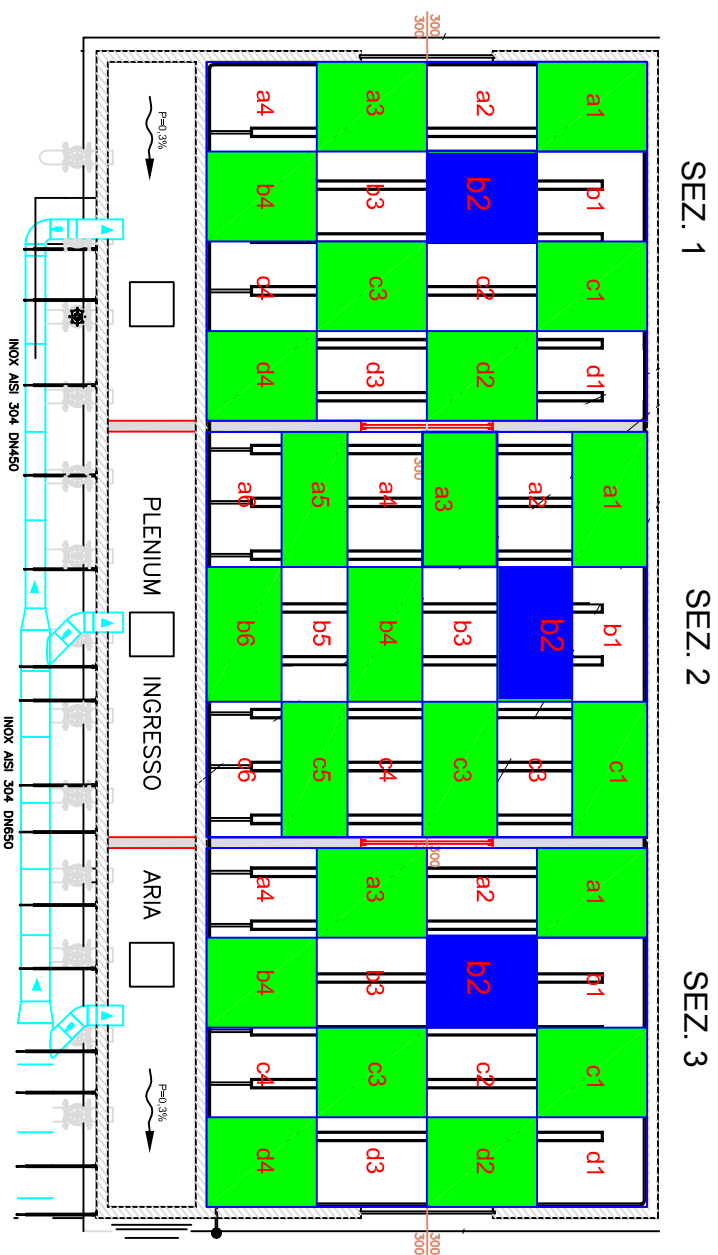 SEZ. 1
SEZ. 2
SEZ. 3
a1 b1 c1 d1
a2 b2 c2 d2
a3 b3 c3 d3
a4 b4 c4 d4
a1 b1 c1
a2 b2 c3
a3 b3 c3
a4 b4 c4
a5 b5 c5
a6 b6 c6
a1 b1 c1 d1
a2 b2 c2 d2
a3 b3 c3 d3
a4 b4 c4 d4
300
300
300
300
300
300
P=0,3%
PLENIUM INGRESSO ARIA
P=0,3%
INOX AISI 304 DN450
INOX AISI 304 DN650